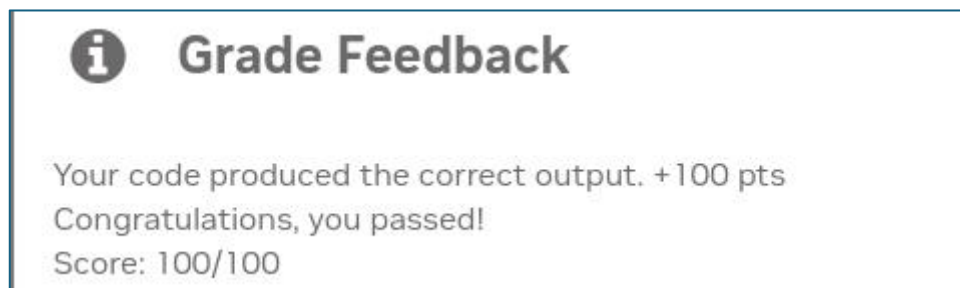 Grade Feedback
Your code produced the correct output. +100 pts
Congratulations, you passed!
Score: 100/100